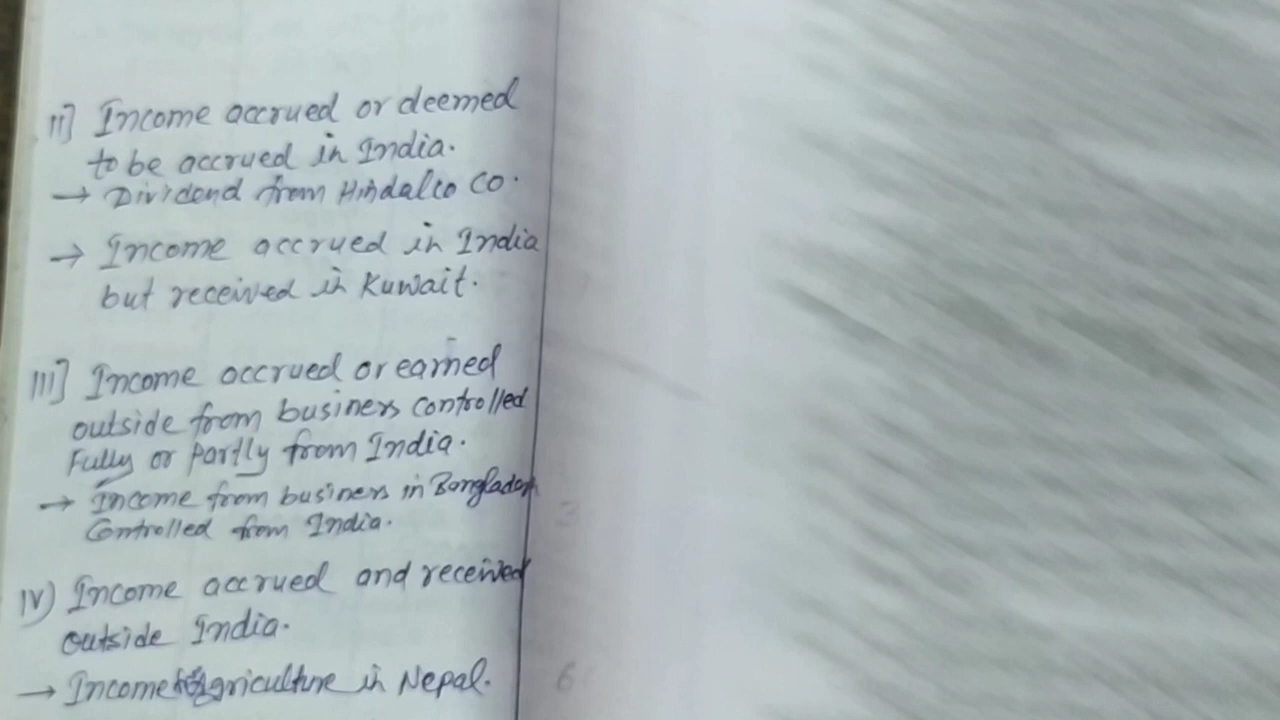 II] Income accrued or deemed
to be accrued in India.
→ Dividend from Hindalco Co.
→ Income accrued in India
but received in Kuwait.
III] Income accrued or earned
outside from business controlled
Fully or Partly from India.
→ Income from business in Bangladesh
Controlled from India.
IV) Income accrued and received
outside India.
→ Income Agriculture in Nepal.
3
6